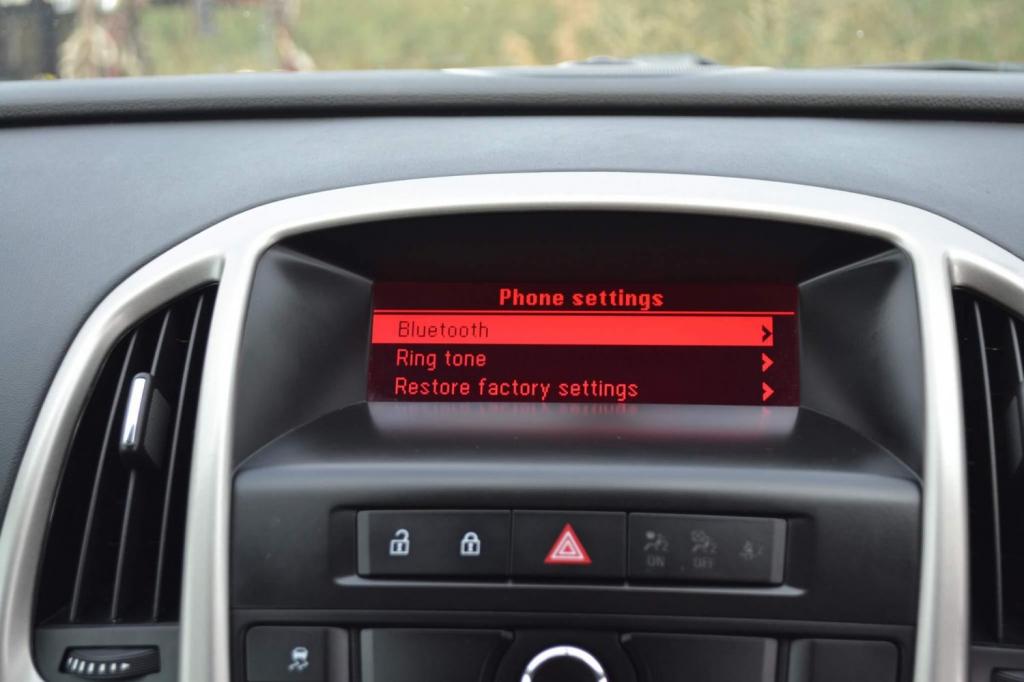 Phone settings
Bluetooth
Ring tone
Restore factory settings
ON OFF